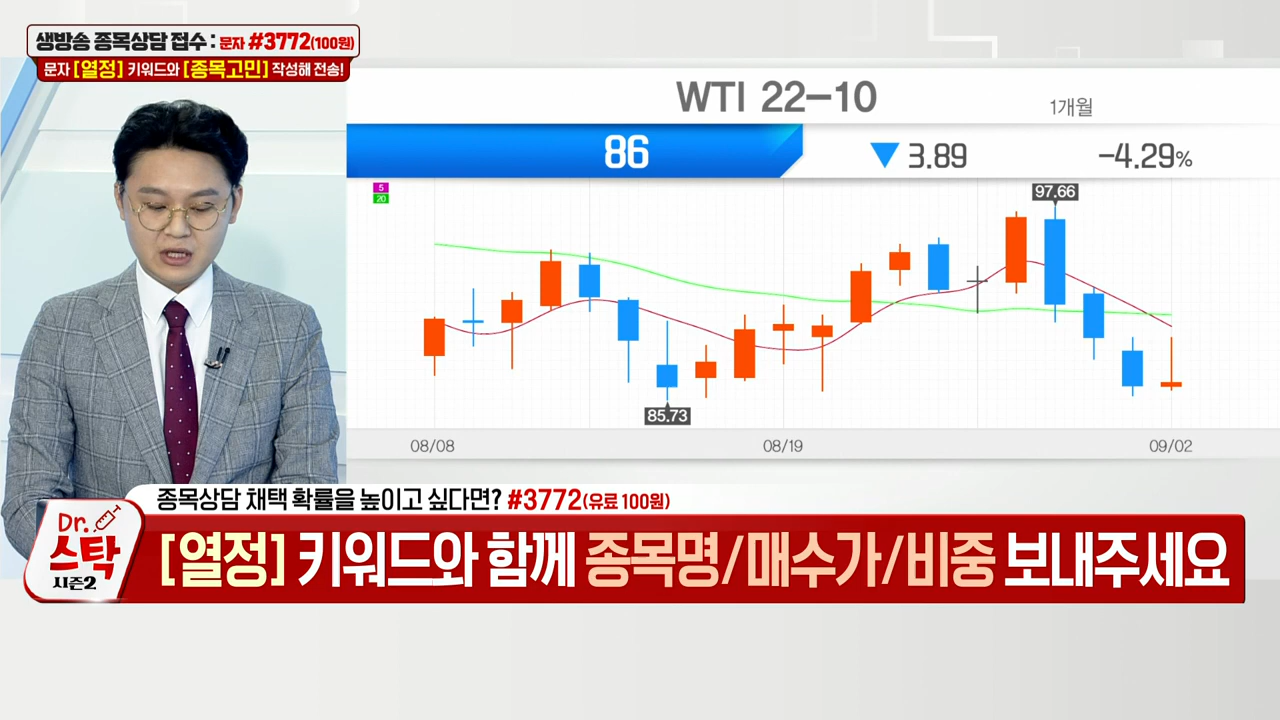 생방송 종목상담 접수 : 문자 #3772(100원)
문자 [열정] 키워드와 [종목고민] 작성해 전송!
WTI 22-10
1개월
86 ▼ 3.89 -4.29%
5
20
97.66
85.73
08/08 08/19 09/02
종목상담 채택 확률을 높이고 싶다면? #3772(유료 100원)
Dr.
스탁
시즌2
[열정] 키워드와 함께 종목명/매수가/비중 보내주세요